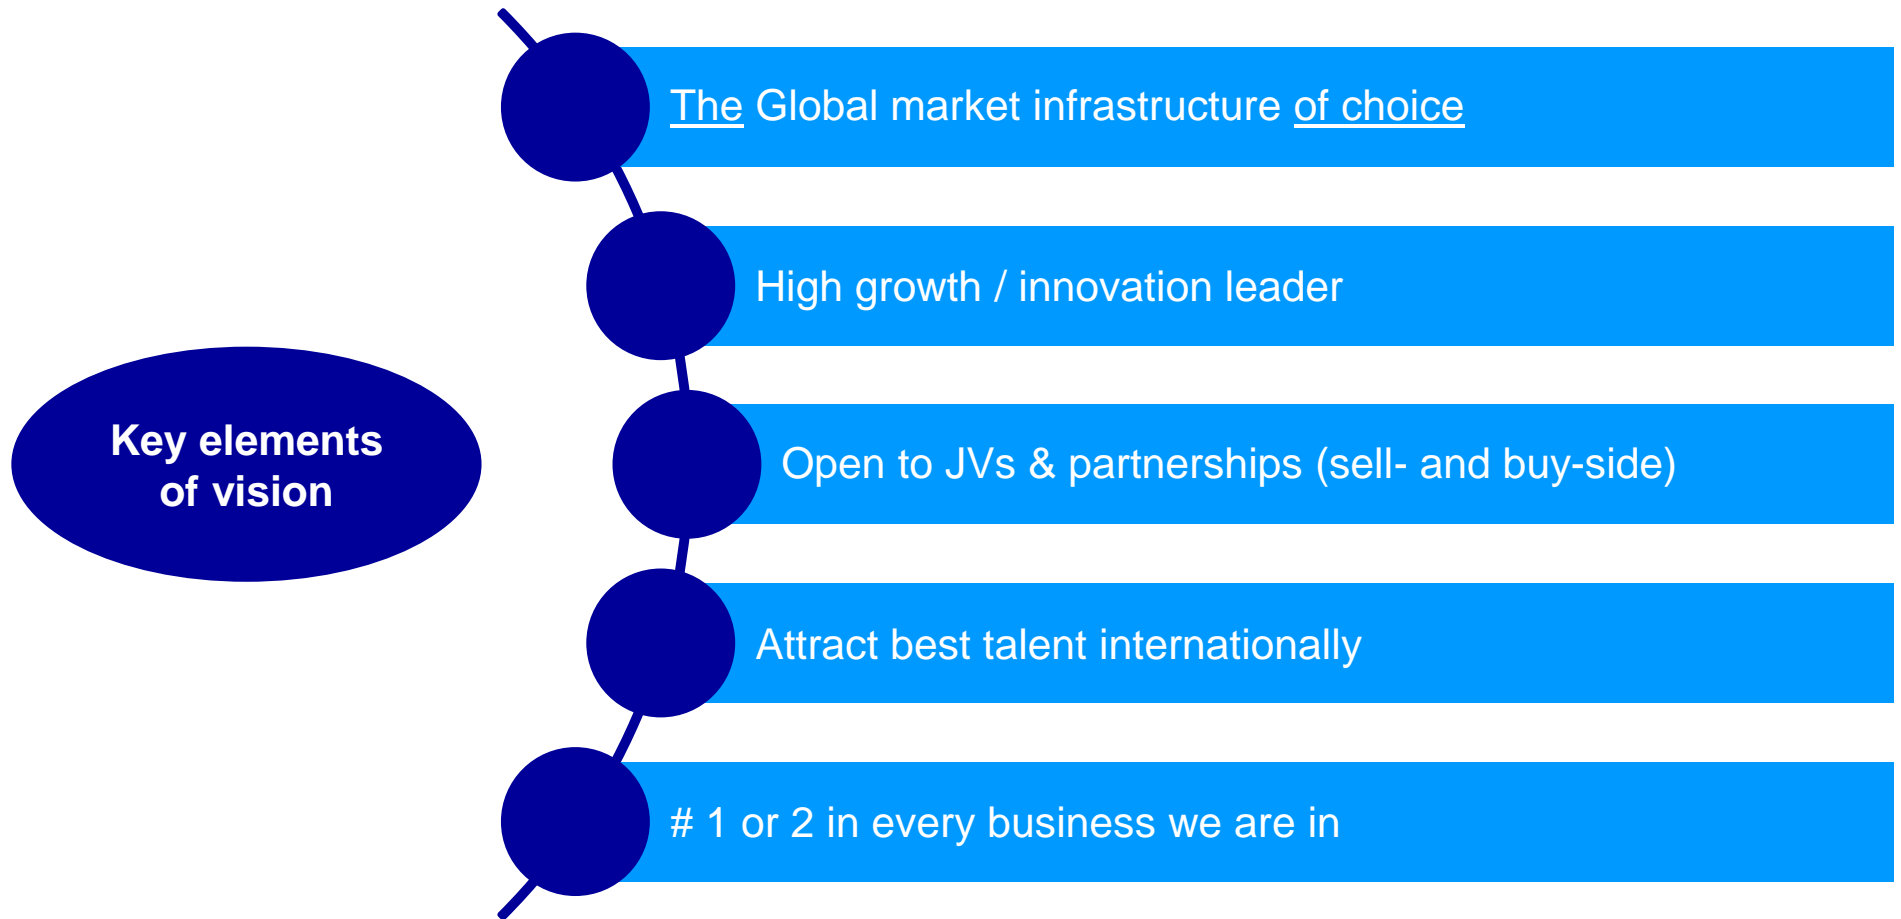 The Global market infrastructure of choice
High growth / innovation leader
Key elements
of vision
Open to JVs & partnerships (sell- and buy-side)
Attract best talent internationally
# 1 or 2 in every business we are in